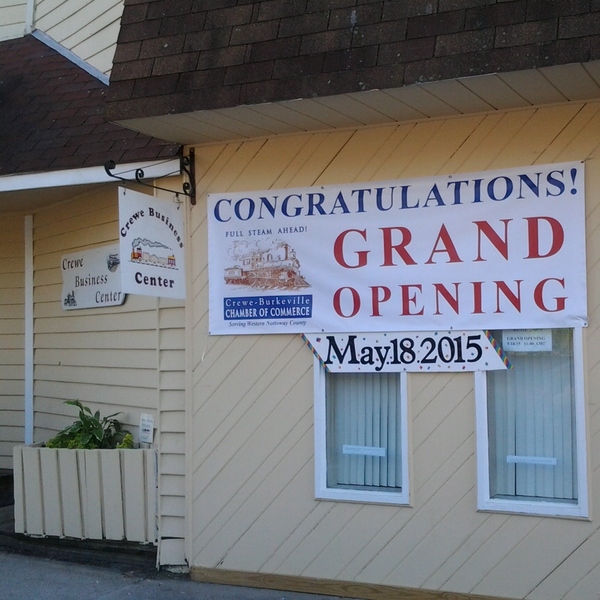 CONGRATULATIONS!
FULL STEAM AHEAD!
GRAND
OPENING
Crewe-Burkeville
CHAMBER OF COMMERCE
Serving Western Nottoway County
May.18.2015
Crewe Business
Center
Crewe
Business
Center
GRAND OPENING